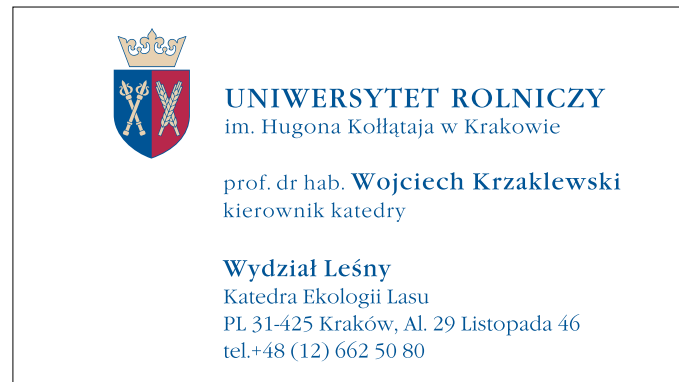 UNIWERSYTET ROLNICZY
im. Hugona Kołłątaja w Krakowie
prof. dr hab. Wojciech Krzaklewski
kierownik katedry
Wydział Leśny
Katedra Ekologii Lasu
PL 31-425 Kraków, Al. 29 Listopada 46
tel.+48 (12) 662 50 80